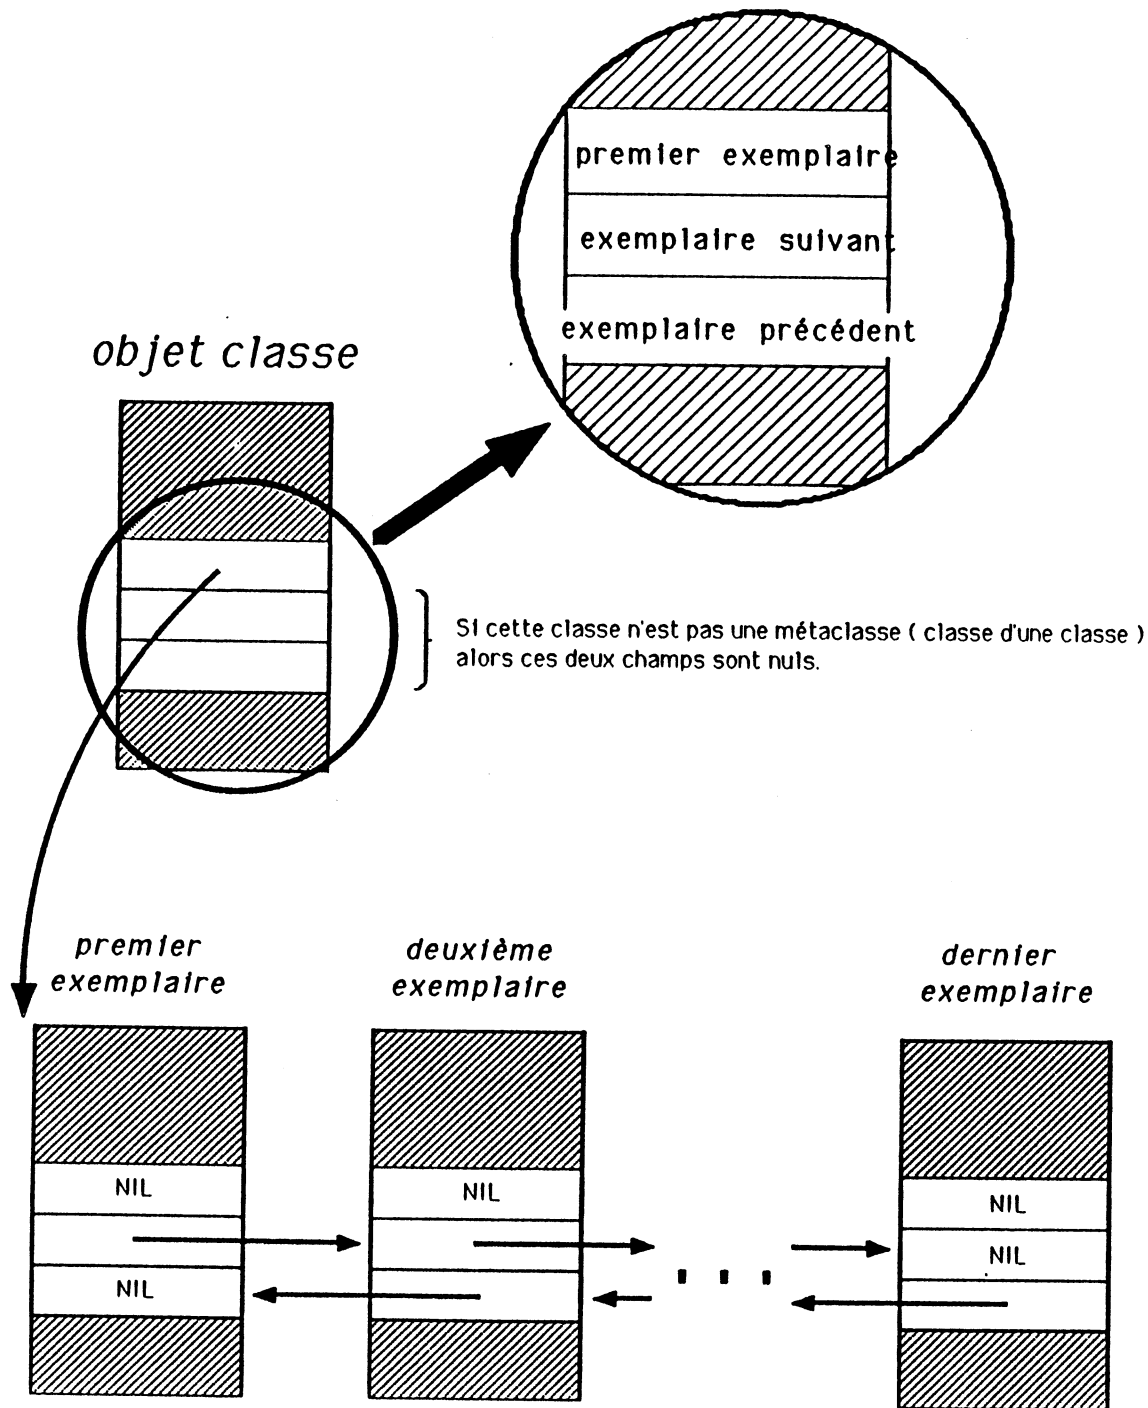 premier exemplaire
exemplaire suivant
exemplaire précédent
objet classe
Si cette classe n'est pas une métaclasse ( classe d'une classe )
alors ces deux champs sont nuls.
premier
exemplaire
deuxième
exemplaire
dernier
exemplaire
NIL
NIL
NIL
NIL
NIL